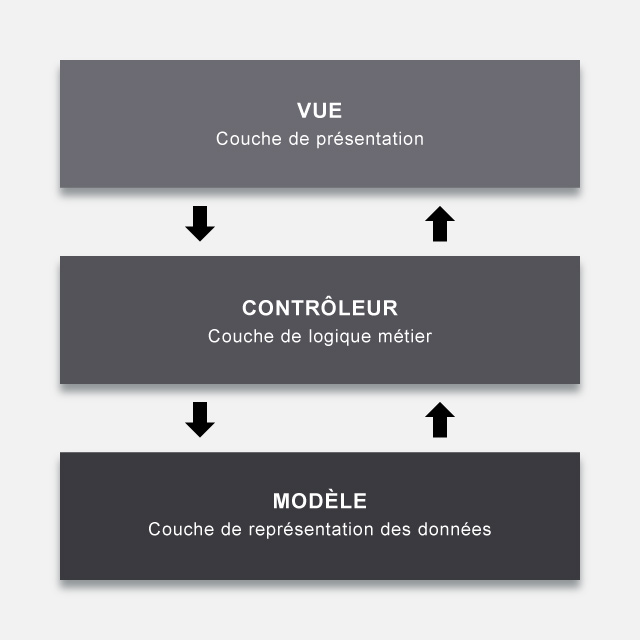 VUE
Couche de présentation
CONTRÔLEUR
Couche de logique métier
MODÈLE
Couche de représentation des données